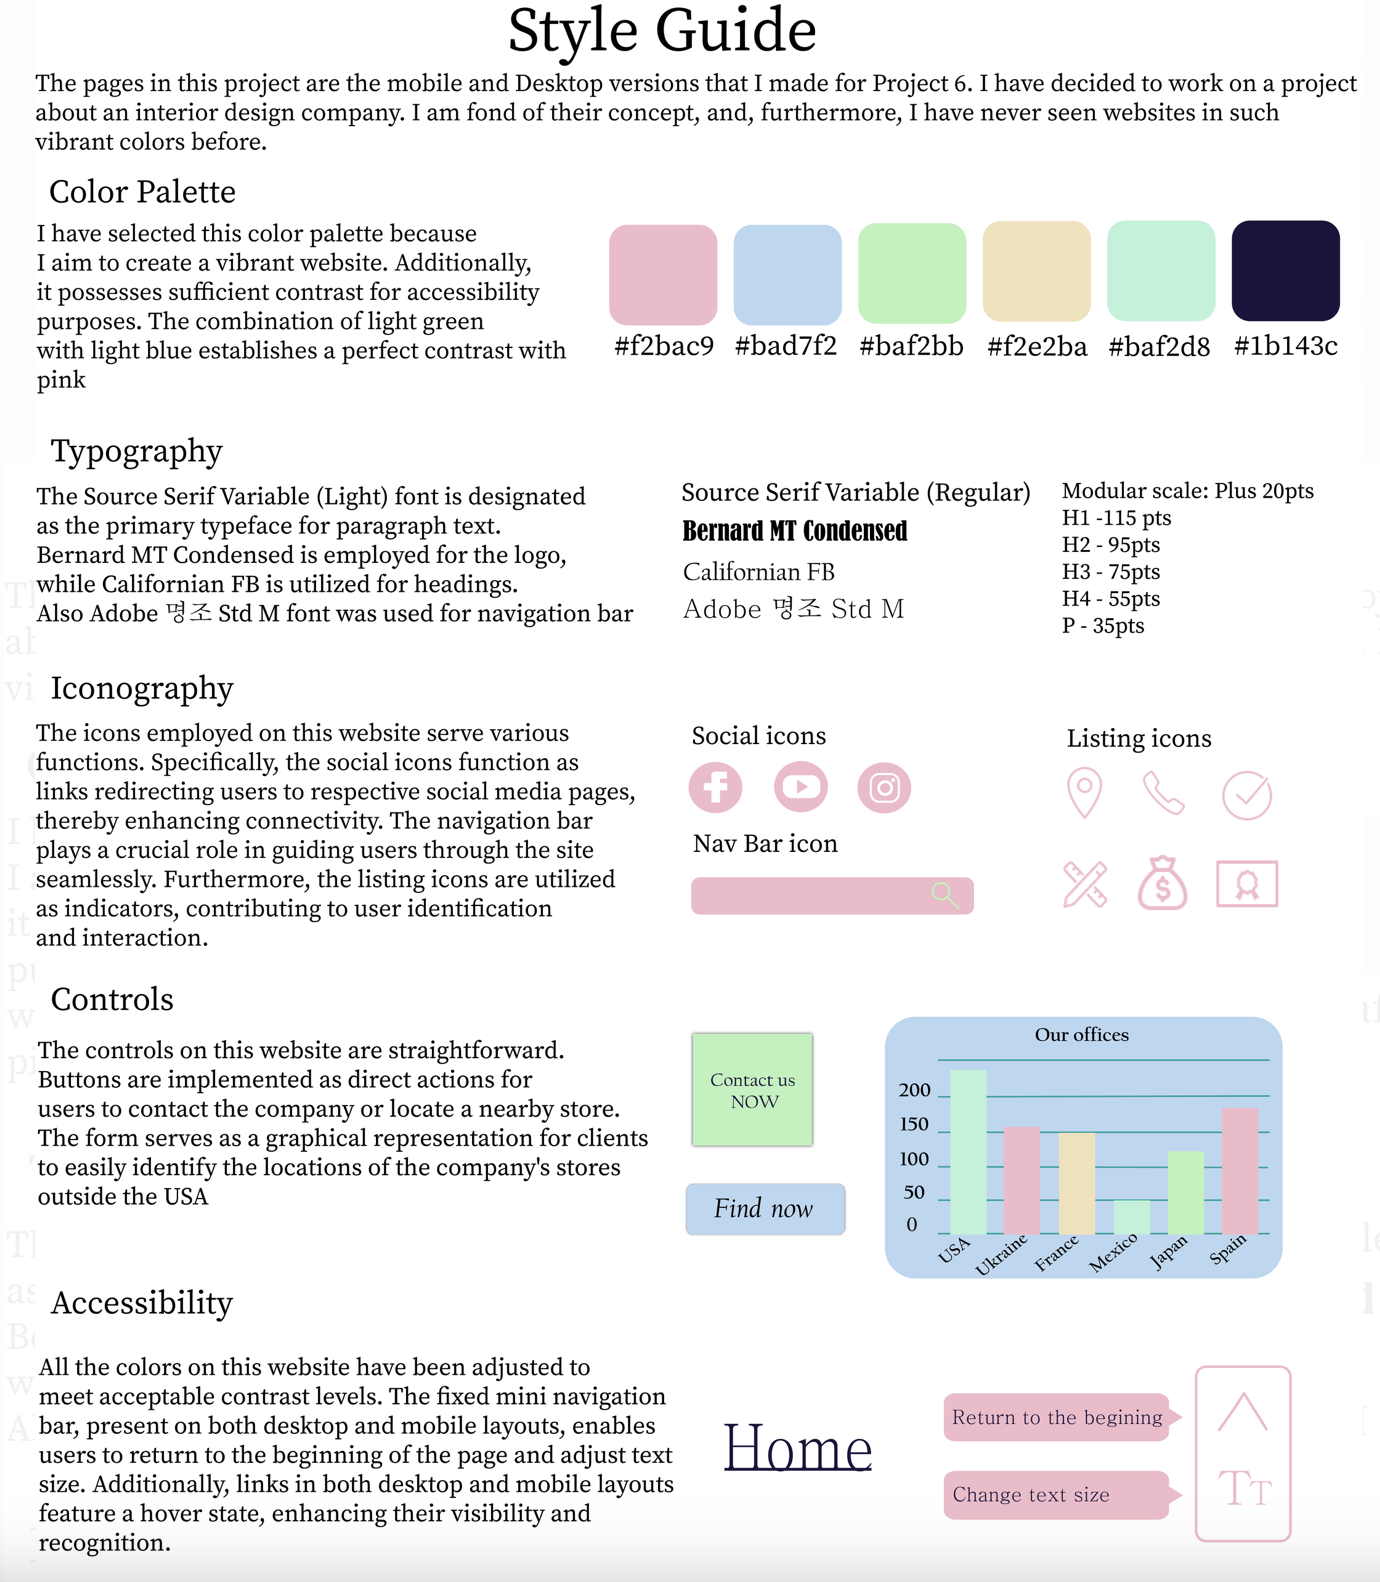 Style Guide
The pages in this project are the mobile and Desktop versions that I made for Project 6. I have decided to work on a project
about an interior design company. I am fond of their concept, and, furthermore, I have never seen websites in such
vibrant colors before.
Color Palette
I have selected this color palette because
I aim to create a vibrant website. Additionally,
it possesses sufficient contrast for accessibility
purposes. The combination of light green
with light blue establishes a perfect contrast with
pink
#f2bac9 #bad7f2 #baf2bb #f2e2ba #baf2d8 #1b143c
Typography
The Source Serif Variable (Light) font is designated
as the primary typeface for paragraph text.
Bernard MT Condensed is employed for the logo,
while Californian FB is utilized for headings.
Also Adobe 명조 Std M font was used for navigation bar
Source Serif Variable (Regular)
Bernard MT Condensed
Californian FB
Adobe 명조 Std M
Modular scale: Plus 20pts
H1 -115 pts
H2 - 95pts
H3 - 75pts
H4 - 55pts
P - 35pts
Iconography
The icons employed on this website serve various
functions. Specifically, the social icons function as
links redirecting users to respective social media pages,
thereby enhancing connectivity. The navigation bar
plays a crucial role in guiding users through the site
seamlessly. Furthermore, the listing icons are utilized
as indicators, contributing to user identification
and interaction.
Social icons
Nav Bar icon
Listing icons
Controls
The controls on this website are straightforward.
Buttons are implemented as direct actions for
users to contact the company or locate a nearby store.
The form serves as a graphical representation for clients
to easily identify the locations of the company's stores
outside the USA
Contact us
NOW
Find now
Our offices
200
150
100
50
0
USA Ukraine France Mexico Japan Spain
Accessibility
All the colors on this website have been adjusted to
meet acceptable contrast levels. The fixed mini navigation
bar, present on both desktop and mobile layouts, enables
users to return to the beginning of the page and adjust text
size. Additionally, links in both desktop and mobile layouts
feature a hover state, enhancing their visibility and
recognition.
Home
Return to the begining
Change text size
TT